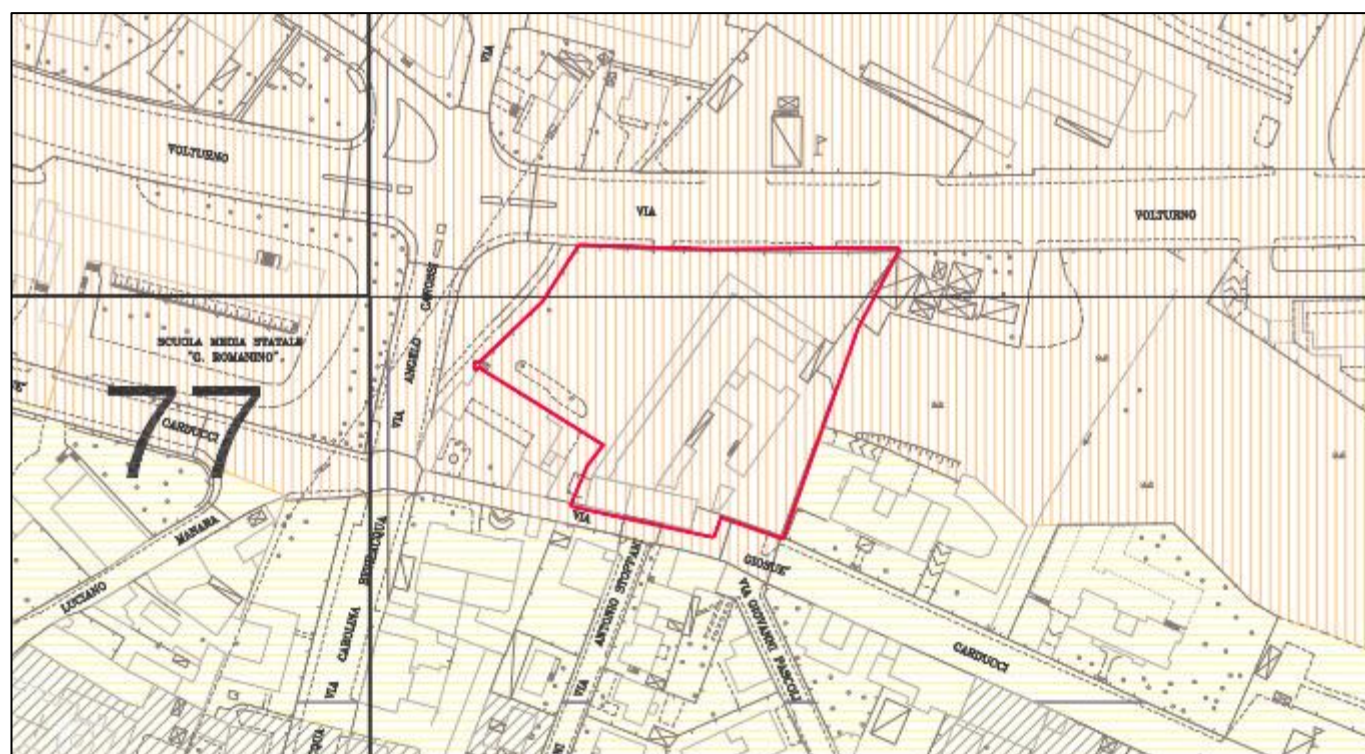 VIA
VOLTURNO
VIA
VOLTURNO
SCUOLA MEDIA STATALE
"G. ROMANINO"
77
CARDUCCI
VIA ANGELO CAROSSI
LUCIANO MANARA
VIA CAROLINA BEVILACQUA
VIA
GIOSUE'
CARDUCCI
VIA ANTONIO STOPPANI
VIA GIOVANNI PASCOLI